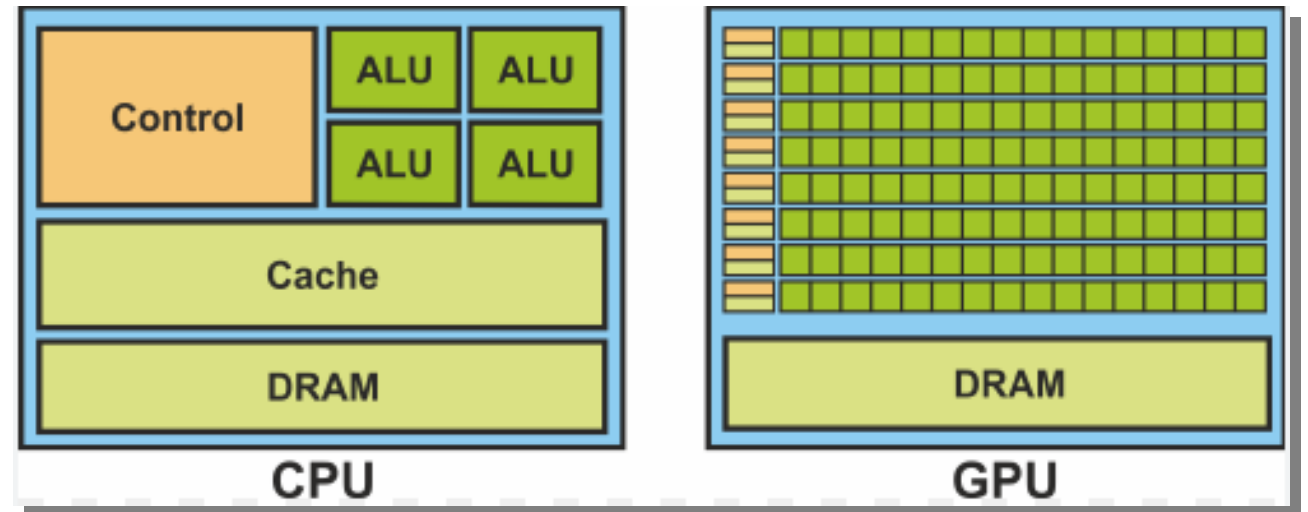 Control
ALU ALU
ALU ALU
Cache
DRAM
CPU
DRAM
GPU